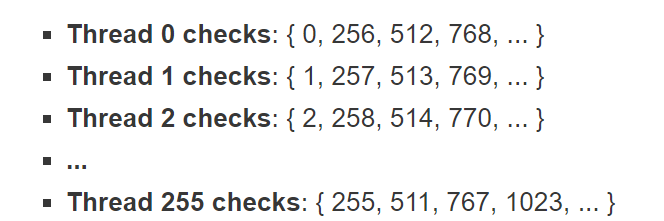 ▪ Thread 0 checks: { 0, 256, 512, 768, ... }
▪ Thread 1 checks: { 1, 257, 513, 769, ... }
▪ Thread 2 checks: { 2, 258, 514, 770, ... }
▪ ...
▪ Thread 255 checks: { 255, 511, 767, 1023, ... }